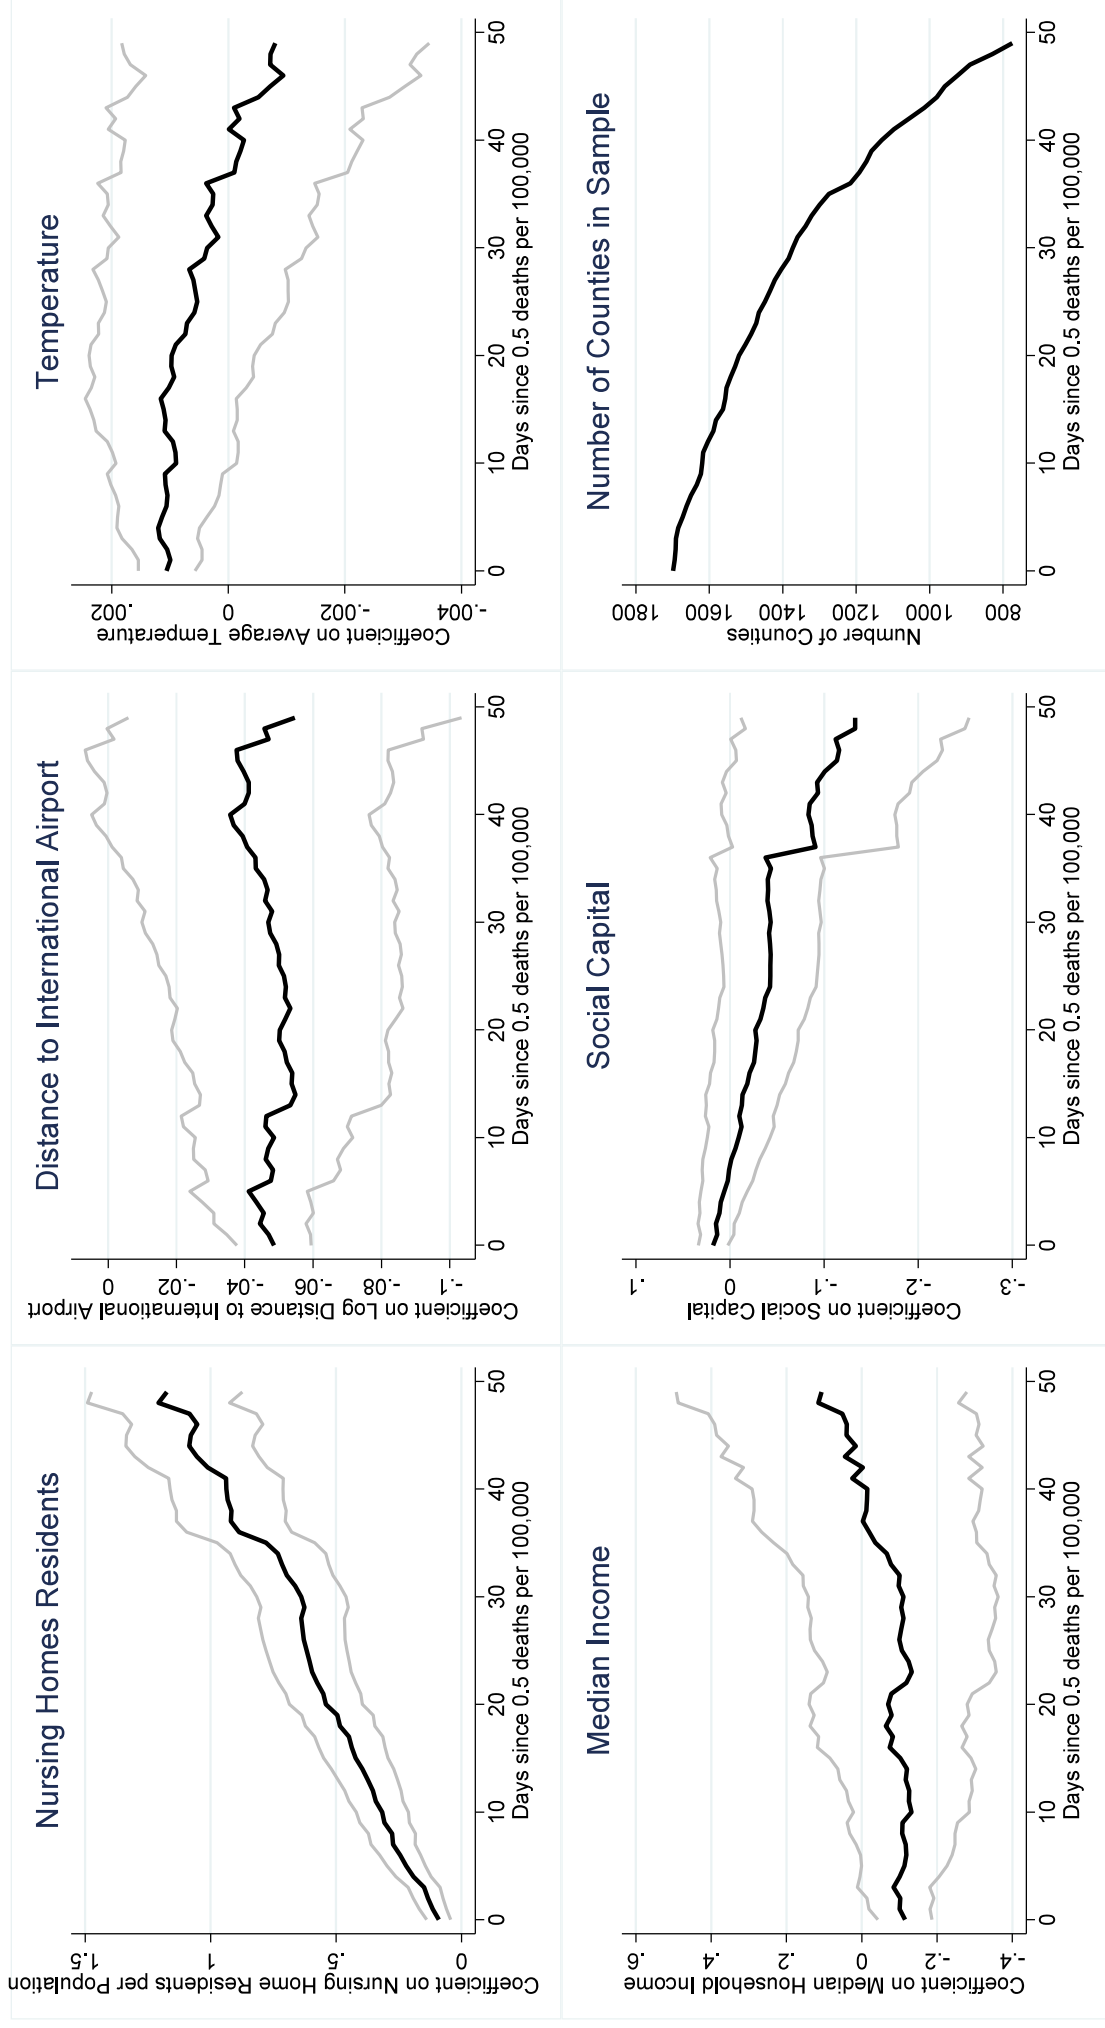 Nursing Homes Residents
Coefficient on Nursing Home Residents per Population
1.5
1
.5
0
0 10 20 30 40 50
Days since 0.5 deaths per 100,000
Distance to International Airport
Coefficient on Log Distance to International Airport
0
-.02
-.04
-.06
-.08
-.1
0 10 20 30 40 50
Days since 0.5 deaths per 100,000
Temperature
Coefficient on Average Temperature
.002
0
-.002
-.004
0 10 20 30 40 50
Days since 0.5 deaths per 100,000
Median Income
Coefficient on Median Household Income
.6
.4
.2
0
-.2
-.4
0 10 20 30 40 50
Days since 0.5 deaths per 100,000
Social Capital
Coefficient on Social Capital
.1
0
-.1
-.2
-.3
0 10 20 30 40 50
Days since 0.5 deaths per 100,000
Number of Counties in Sample
Number of Counties
1800
1600
1400
1200
1000
800
0 10 20 30 40 50
Days since 0.5 deaths per 100,000